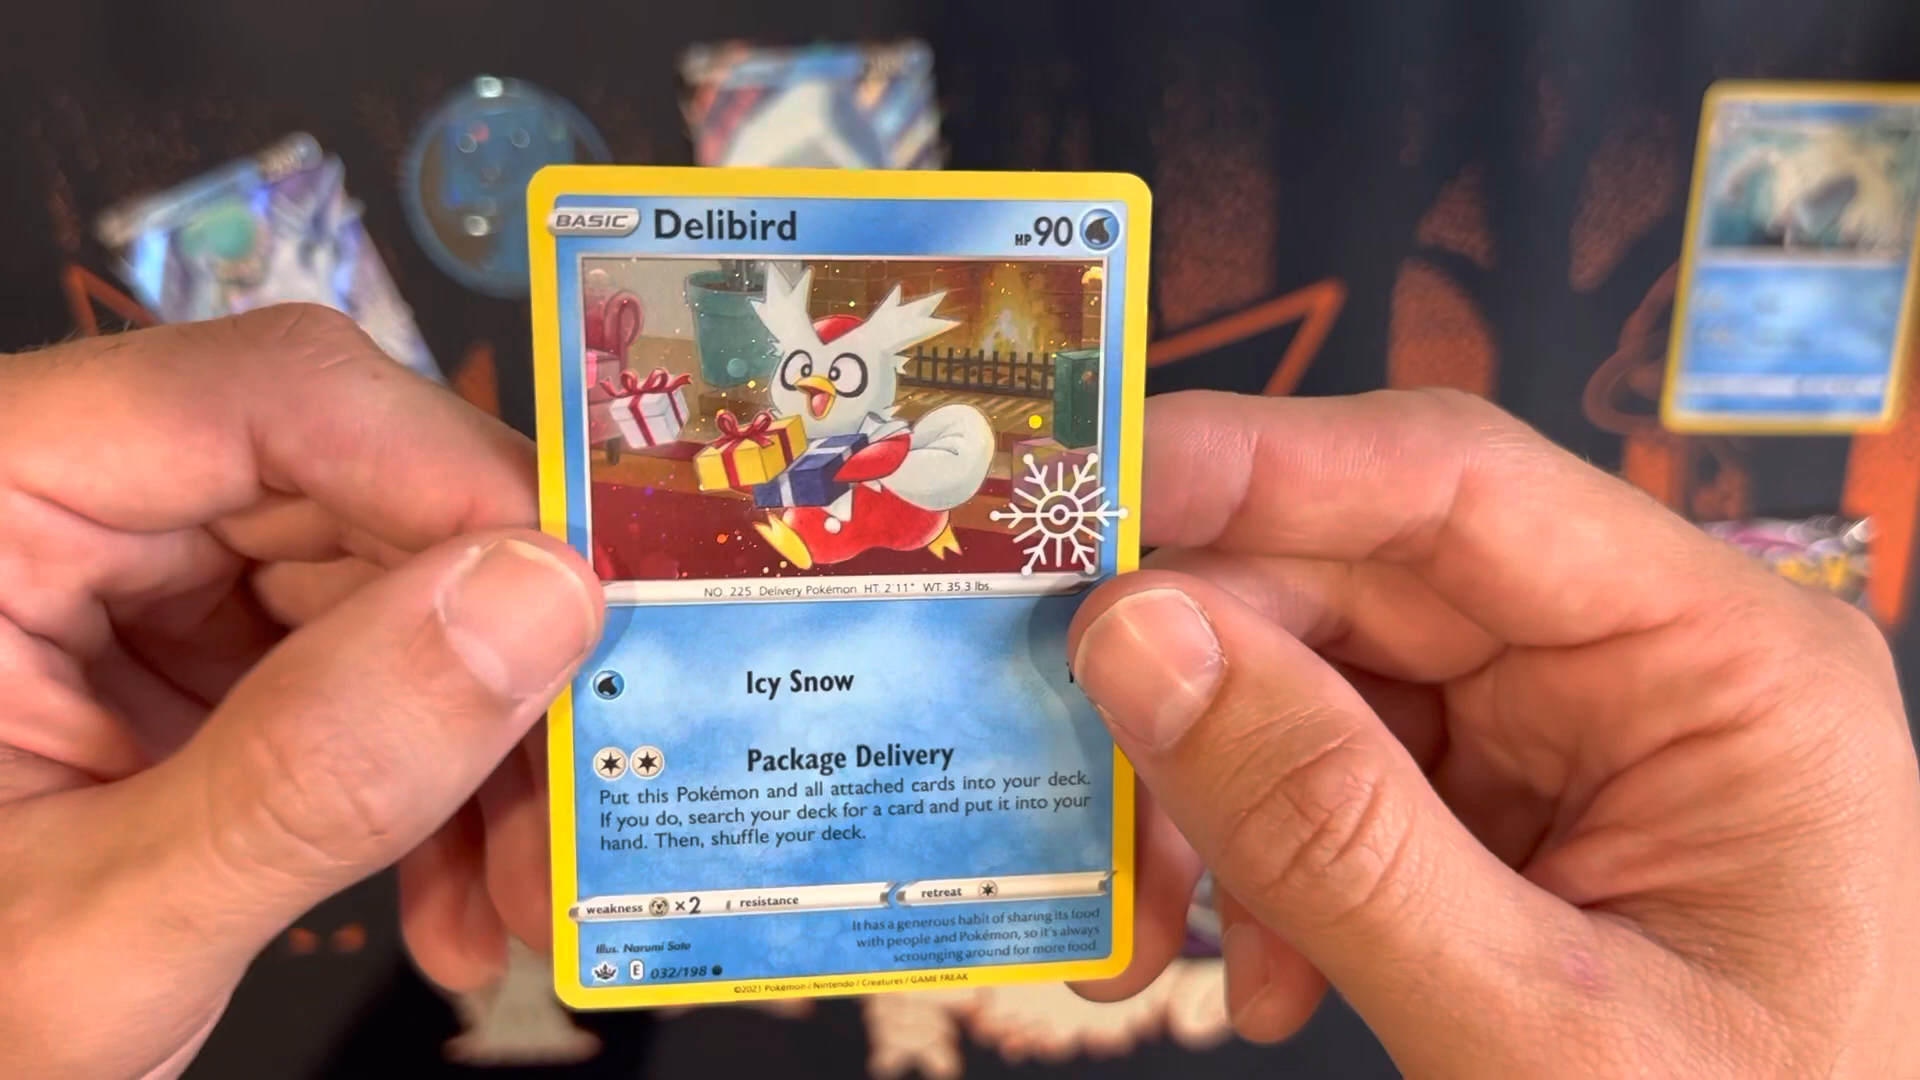 BASIC Delibird HP 90
NO. 225 Delivery Pokémon HT: 2'11" WT: 35.3 lbs.
Icy Snow
Package Delivery
Put this Pokémon and all attached cards into your deck.
If you do, search your deck for a card and put it into your
hand. Then, shuffle your deck.
weakness ×2 resistance retreat
Illus. Narumi Sato
It has a generous habit of sharing its food
with people and Pokémon, so it's always
scrounging around for more food.
E 032/198
©2021 Pokémon / Nintendo / Creatures / GAME FREAK